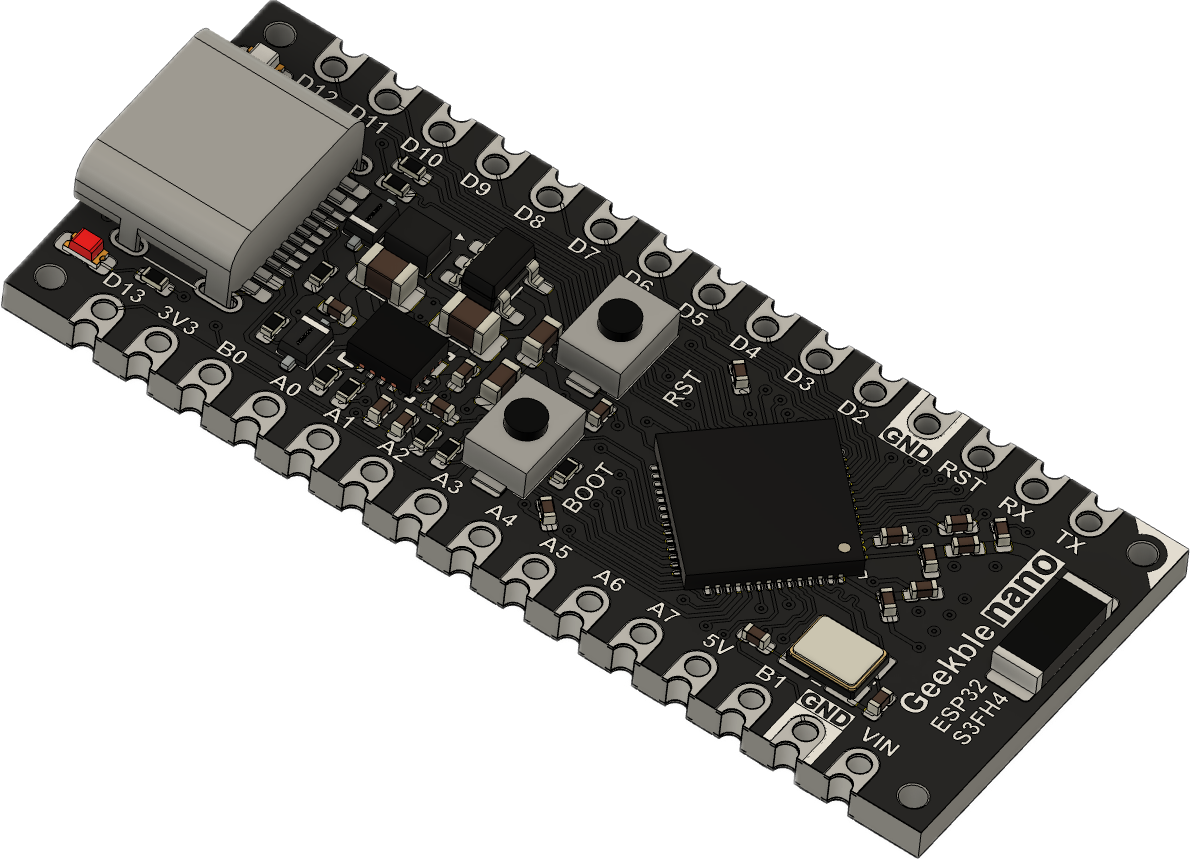 D12
D11
D10
D9
D8
D7
D6
D5
D4
D3
D2
GND
RST
RX
TX
D13
3V3
B0
A0
A1
A2
A3
A4
A5
A6
A7
5V
B1
GND
VIN
RST
BOOT
Geekble nano
ESP32
S3FH4